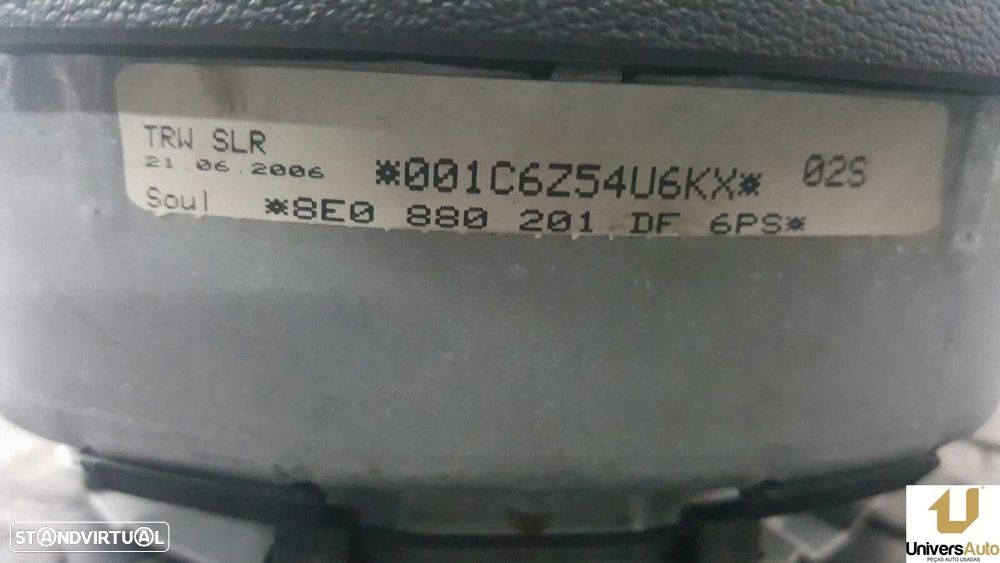 TRW SLR
21.06.2006
*001C6Z54U6KX*
02S
Soul
*8E0 880 201 DF 6PS*
STANDVIRTUAL
UniversAuto
PEÇAS AUTO USADAS